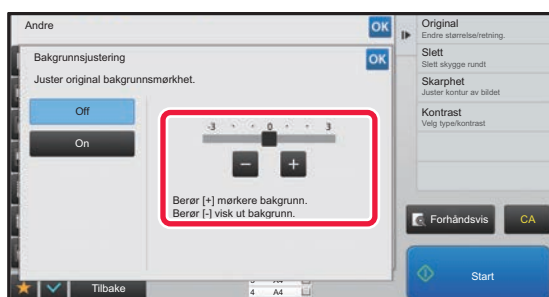 Andre
OK
Bakgrunnsjustering
OK
Juster original bakgrunnsmørkhet.
Off
On
-3 0 3
Berør [+] mørkere bakgrunn.
Berør [-] visk ut bakgrunn.
Original
Endre størrelse/retning.
Slett
Slett skygge rundt
Skarphet
Juster kontur av bildet
Kontrast
Velg type/kontrast
Forhåndsvis
CA
Start
Tilbake
4 A4